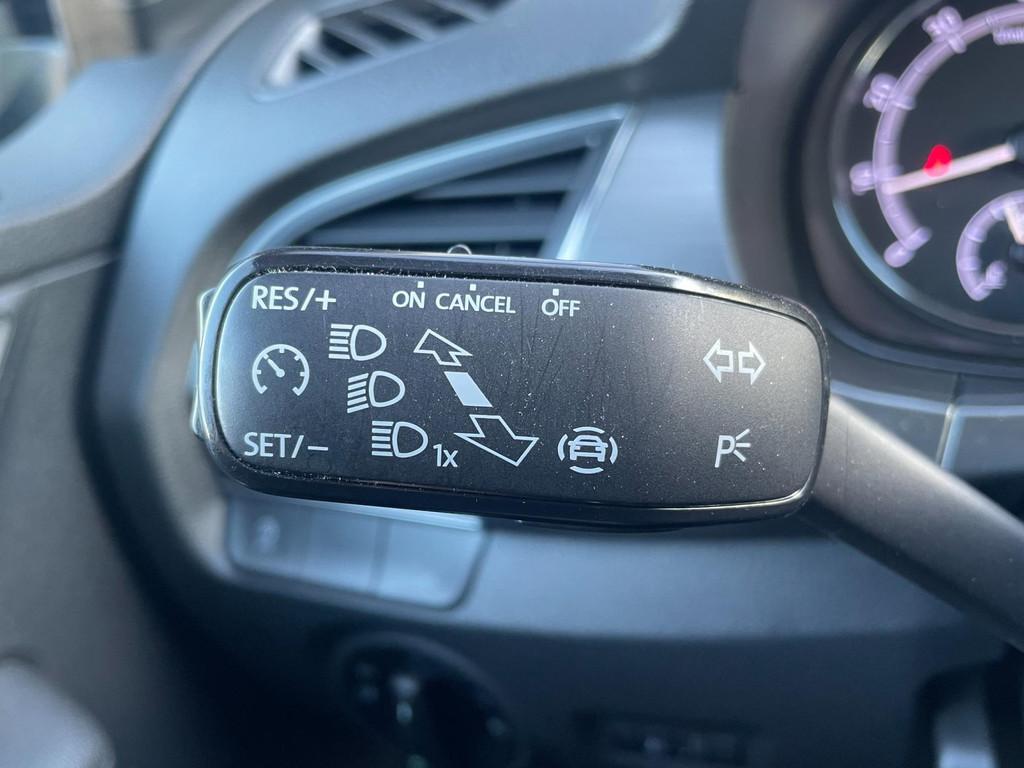 RES/+
ON CANCEL OFF
SET/−
1x
P